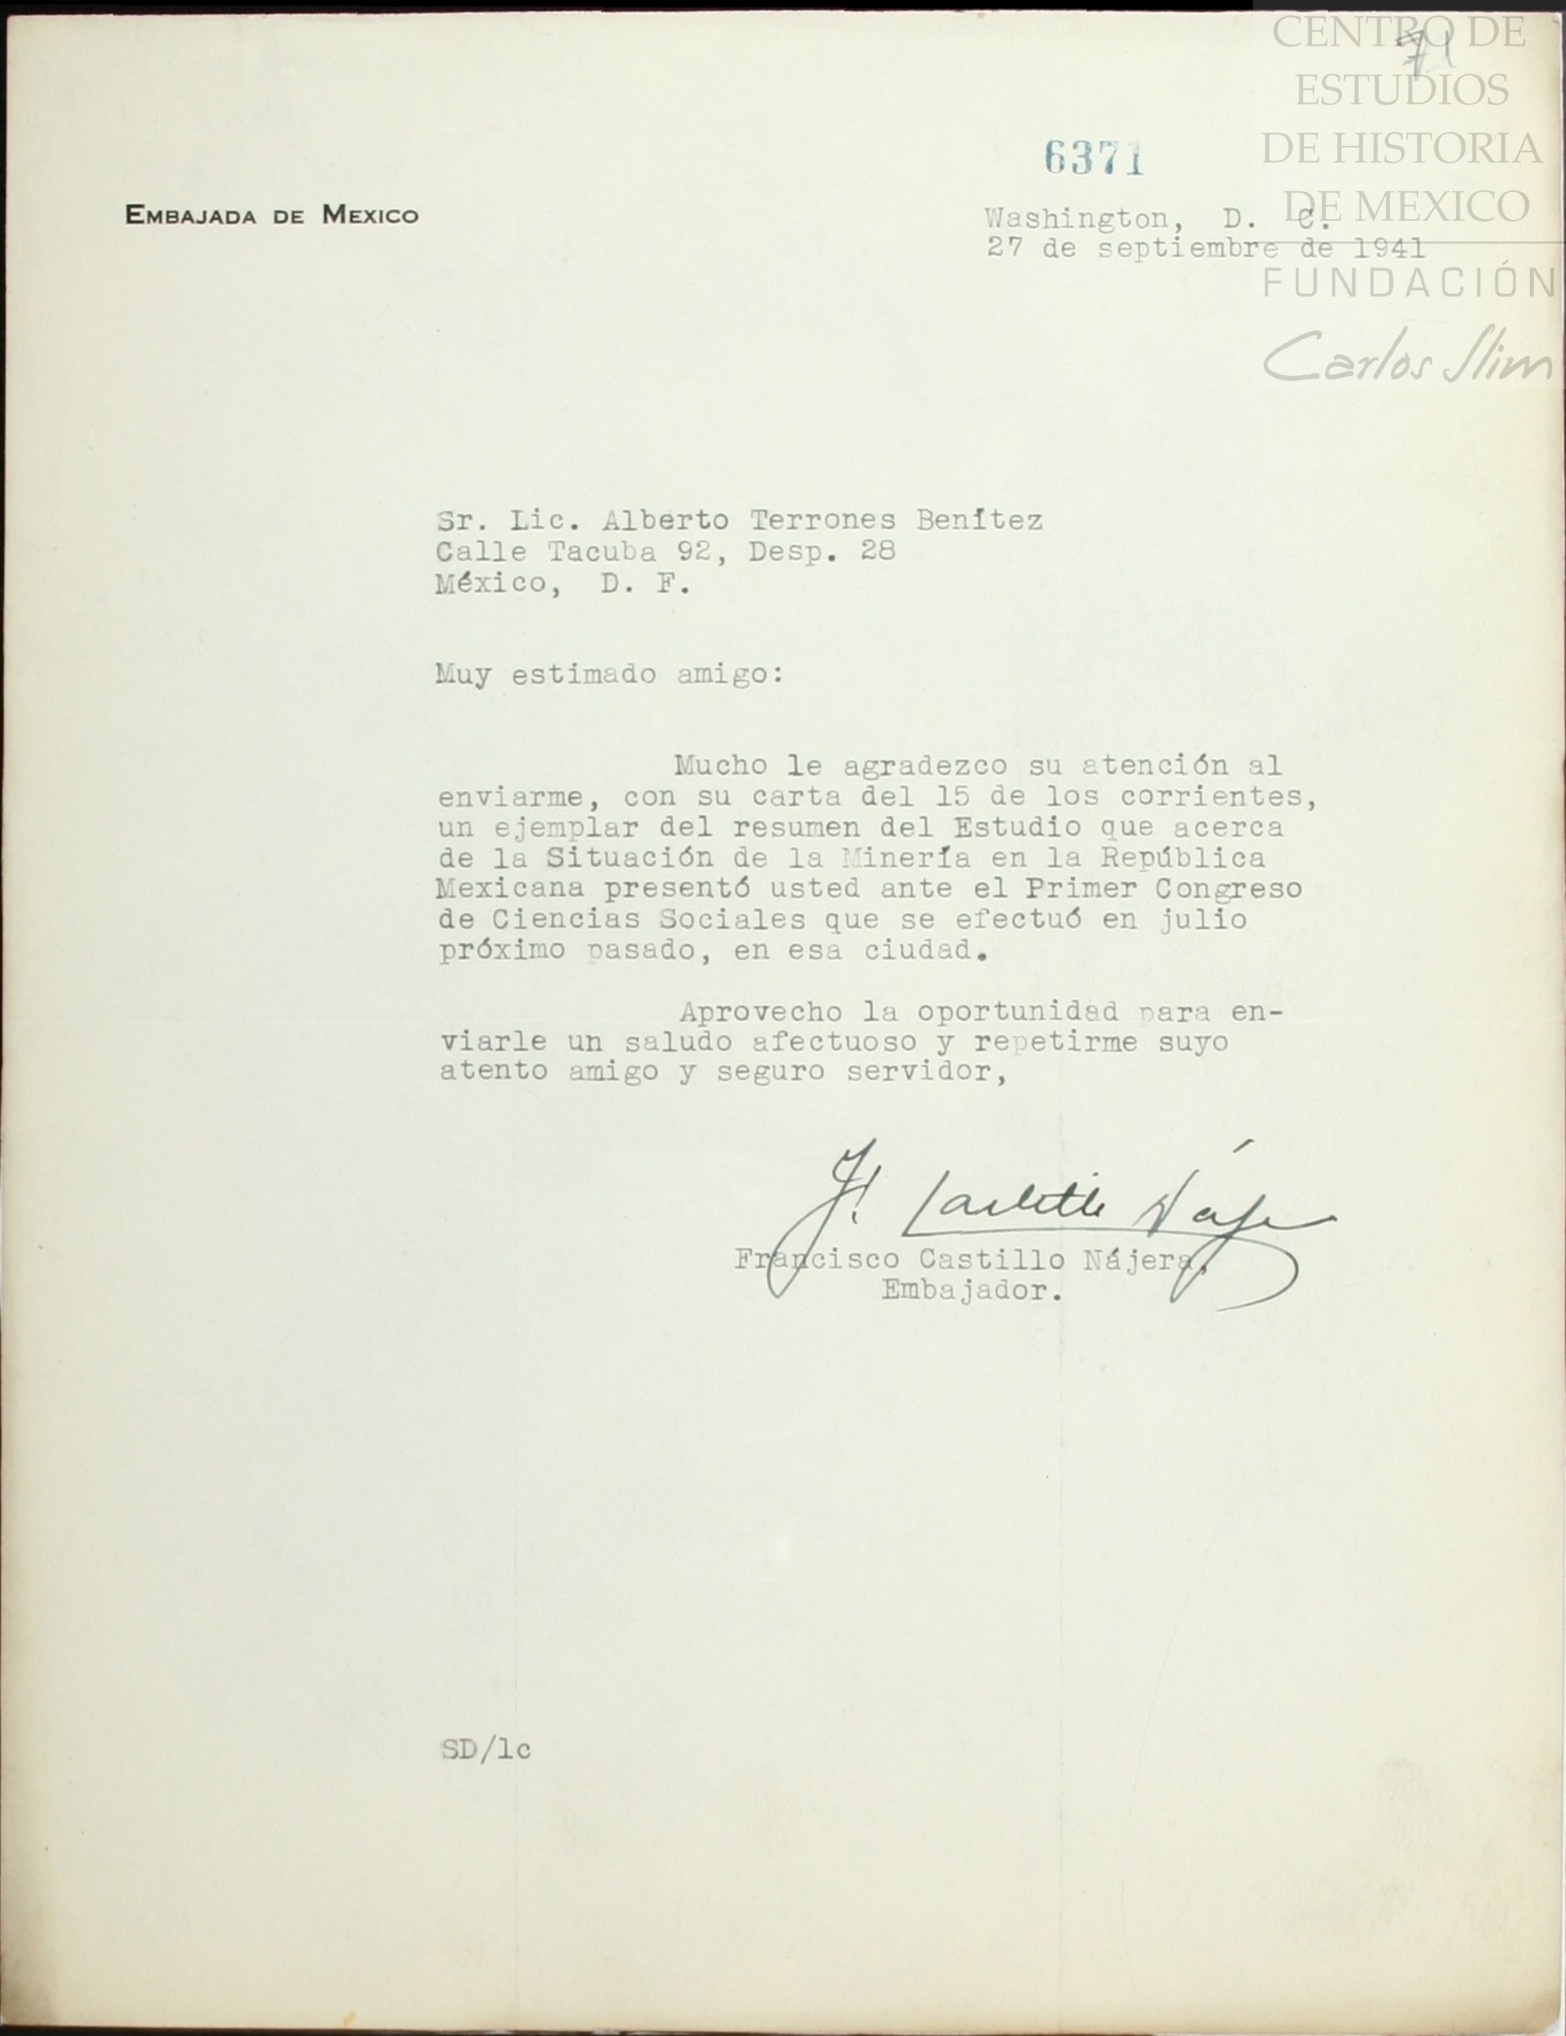 CENTRO DE
ESTUDIOS
DE HISTORIA
DE MEXICO
FUNDACIÓN
Carlos Slim
71
6371
EMBAJADA DE MEXICO
Washington, D. C.
27 de septiembre de 1941
Sr. Lic. Alberto Terrones Benítez
Calle Tacuba 92, Desp. 28
México, D. F.
Muy estimado amigo:
Mucho le agradezco su atención al
enviarme, con su carta del 15 de los corrientes,
un ejemplar del resumen del Estudio que acerca
de la Situación de la Minería en la República
Mexicana presentó usted ante el Primer Congreso
de Ciencias Sociales que se efectuó en julio
próximo pasado, en esa ciudad.
Aprovecho la oportunidad para en-
viarle un saludo afectuoso y repetirme suyo
atento amigo y seguro servidor,
F. Castillo Nájera
Francisco Castillo Nájera,
Embajador.
SD/lc